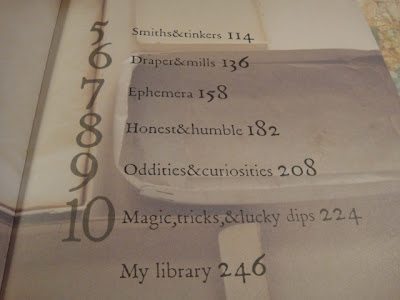 5 Smiths&tinkers 114
6 Draper&mills 136
7 Ephemera 158
8 Honest&humble 182
9 Oddities&curiosities 208
10 Magic,tricks,&lucky dips 224
My library 246